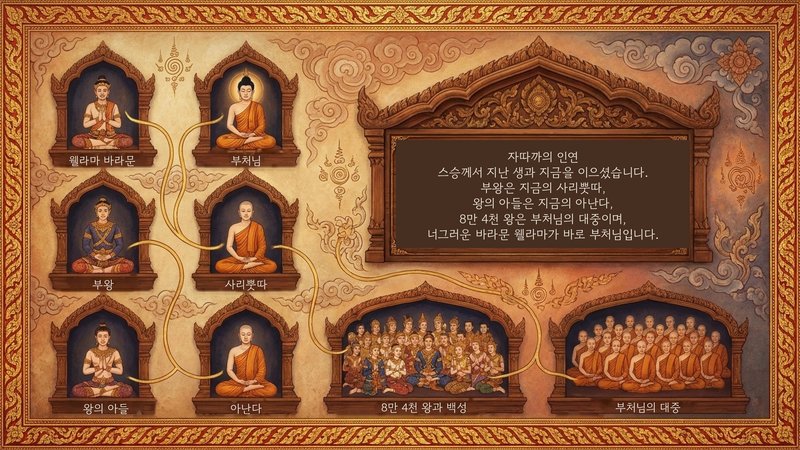 웰라마 바라문
부처님
자따까의 인연
스승께서 지난 생과 지금을 이으셨습니다.
부왕은 지금의 사리뿟따,
왕의 아들은 지금의 아난다,
8만 4천 왕은 부처님의 대중이며,
너그러운 바라문 웰라마가 바로 부처님입니다.
부왕
사리뿟따
왕의 아들
아난다
8만 4천 왕과 백성
부처님의 대중